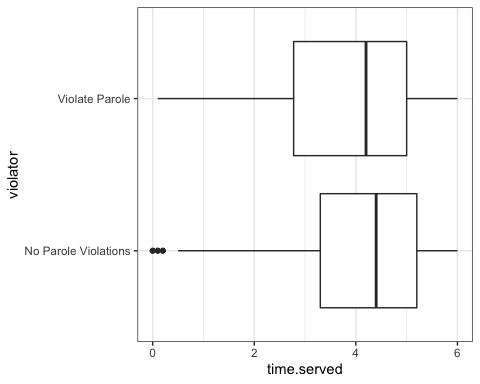 violator
Violate Parole
No Parole Violations
0 2 4 6
time.served